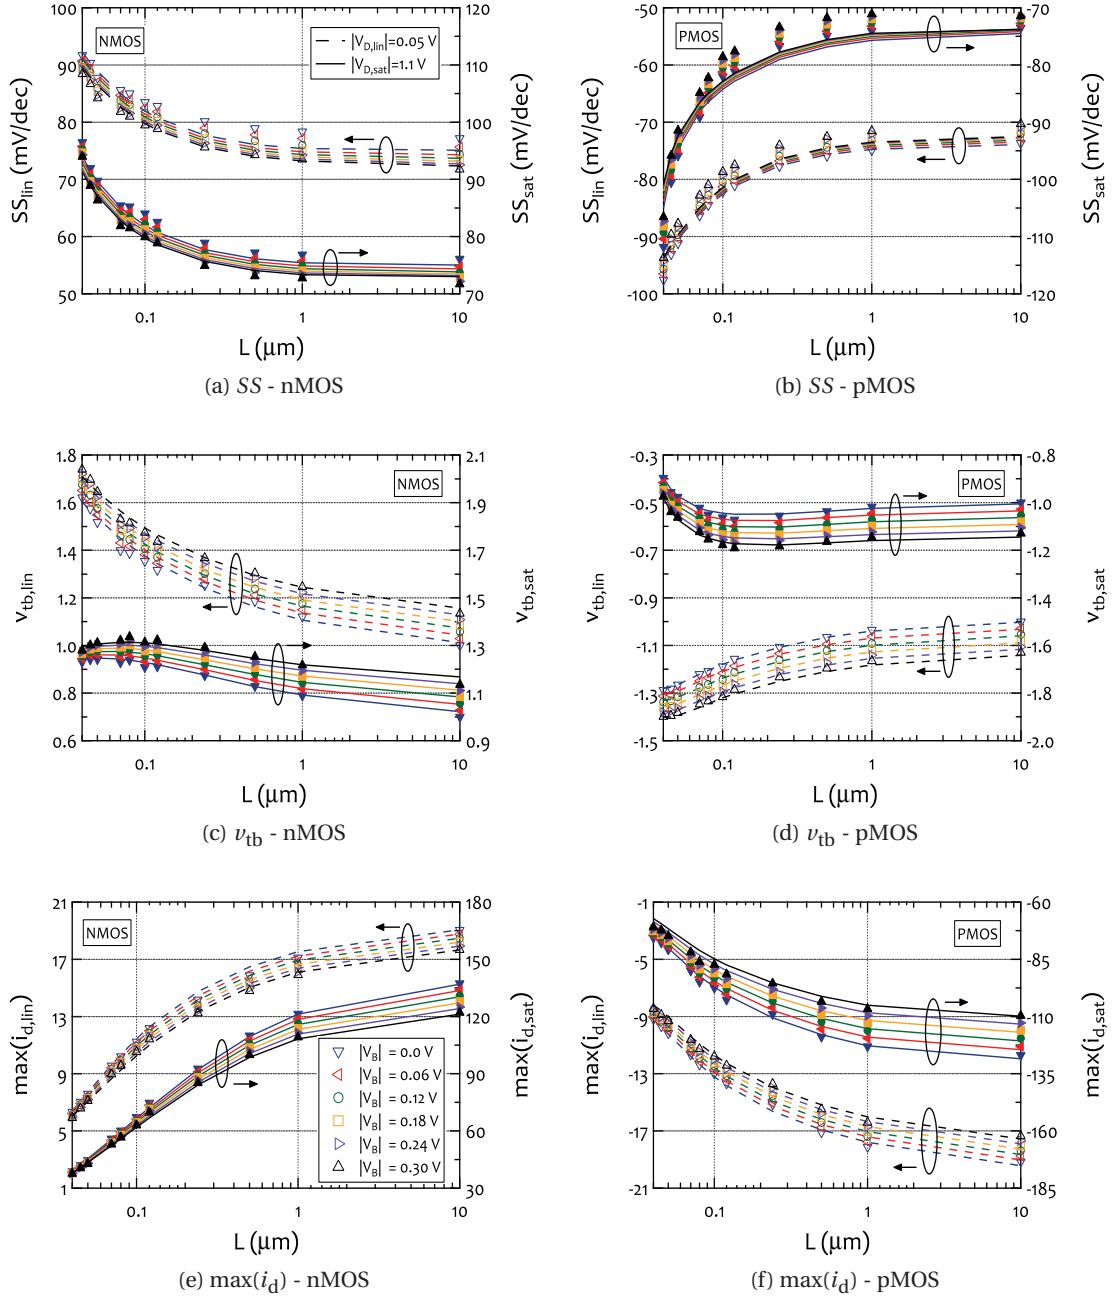 NMOS
|V_D,lin|=0.05 V
|V_D,sat|=1.1 V
SS_lin (mV/dec)
100
90
80
70
60
50
SS_sat (mV/dec)
120
110
100
90
80
70
0.1 1 10
L (μm)
(a) SS - nMOS
PMOS
SS_lin (mV/dec)
-50
-60
-70
-80
-90
-100
SS_sat (mV/dec)
-70
-80
-90
-100
-110
-120
0.1 1 10
L (μm)
(b) SS - pMOS
NMOS
v_tb,lin
1.8
1.6
1.4
1.2
1.0
0.8
0.6
v_tb,sat
2.1
1.9
1.7
1.5
1.3
1.1
0.9
0.1 1 10
L (μm)
(c) v_tb - nMOS
PMOS
v_tb,lin
-0.3
-0.5
-0.7
-0.9
-1.1
-1.3
-1.5
v_tb,sat
-0.8
-1.0
-1.2
-1.4
-1.6
-1.8
-2.0
0.1 1 10
L (μm)
(d) v_tb - pMOS
NMOS
max(i_d,lin)
21
17
13
9
5
1
max(i_d,sat)
180
150
120
90
60
30
|V_B| = 0.0 V
|V_B| = 0.06 V
|V_B| = 0.12 V
|V_B| = 0.18 V
|V_B| = 0.24 V
|V_B| = 0.30 V
0.1 1 10
L (μm)
(e) max(i_d) - nMOS
PMOS
max(i_d,lin)
-1
-5
-9
-13
-17
-21
max(i_d,sat)
-60
-85
-110
-135
-160
-185
0.1 1 10
L (μm)
(f) max(i_d) - pMOS